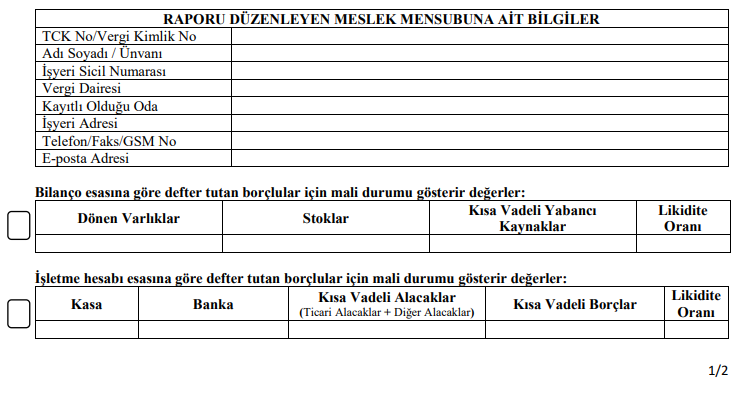 RAPORU DÜZENLEYEN MESLEK MENSUBUNA AİT BİLGİLER
TCK No/Vergi Kimlik No
Adı Soyadı / Ünvanı
İşyeri Sicil Numarası
Vergi Dairesi
Kayıtlı Olduğu Oda
İşyeri Adresi
Telefon/Faks/GSM No
E-posta Adresi
Bilanço esasına göre defter tutan borçlular için mali durumu gösterir değerler:
Dönen Varlıklar
Stoklar
Kısa Vadeli Yabancı
Kaynaklar
Likidite
Oranı
İşletme hesabı esasına göre defter tutan borçlular için mali durumu gösterir değerler:
Kasa
Banka
Kısa Vadeli Alacaklar
(Ticari Alacaklar + Diğer Alacaklar)
Kısa Vadeli Borçlar
Likidite
Oranı
1/2